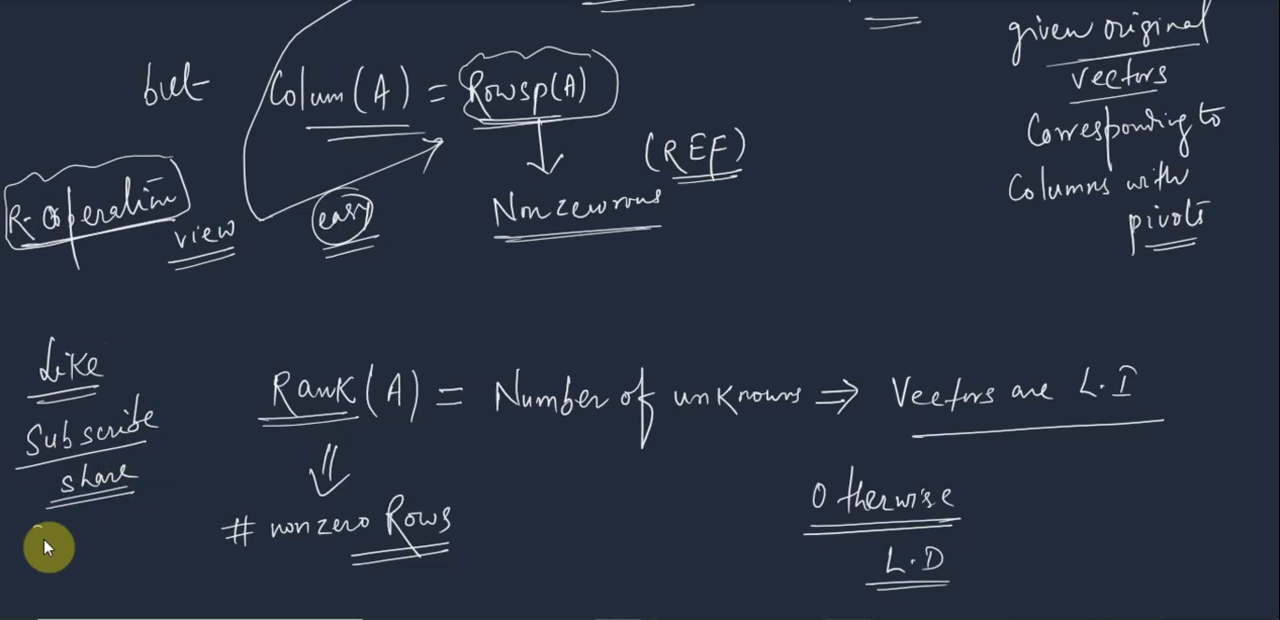 given original
vectors
Corresponding to
Columns with
pivots
but Colum(A) = Rowsp(A)
(REF)
Nonzero rows
R-operation
view
easy
Like
Subscribe
share
Rank(A) = Number of unknowns ⇒ Vectors are L.I
# nonzero Rows
Otherwise
L.D